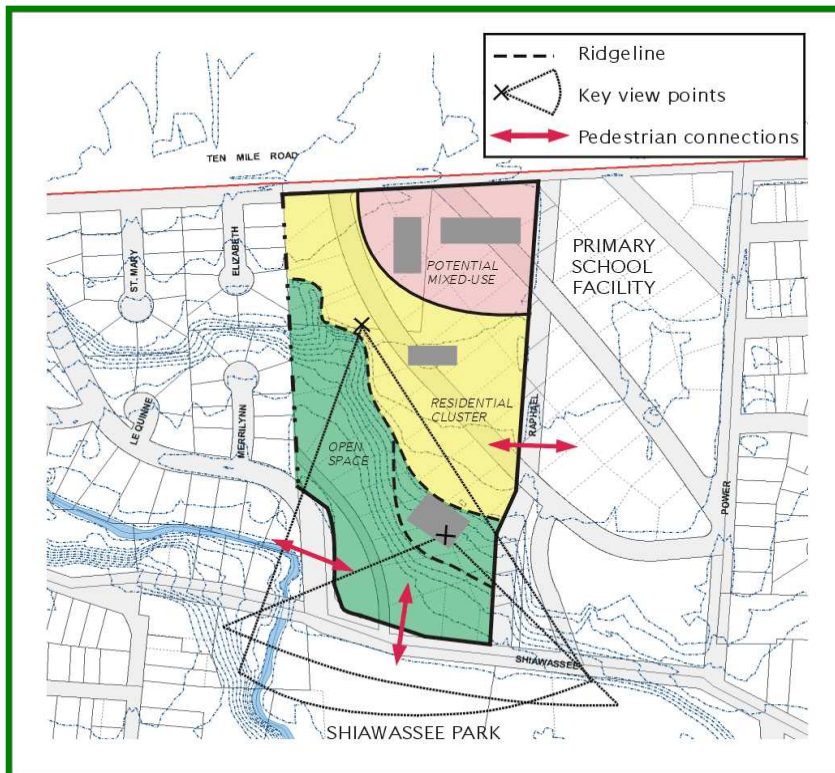 Ridgeline
Key view points
Pedestrian connections
TEN MILE ROAD
ST. MARY
ELIZABETH
POTENTIAL
MIXED-USE
PRIMARY
SCHOOL
FACILITY
LE QUINNE
MERRILYNN
RESIDENTIAL
CLUSTER
RAPHAEL
OPEN
SPACE
POWER
SHIAWASSEE
SHIAWASSEE PARK